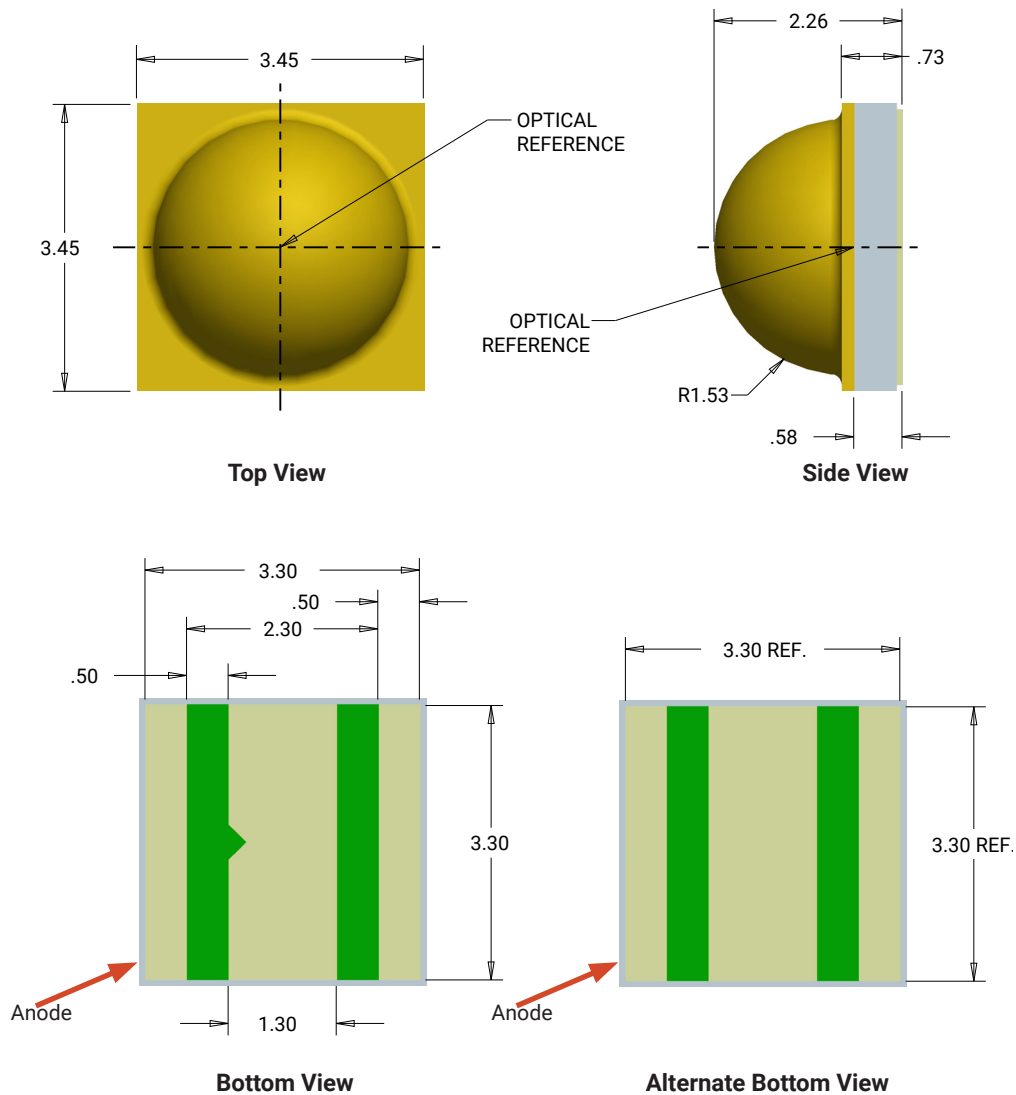 3.45
3.45
OPTICAL
REFERENCE
Top View
2.26
.73
OPTICAL
REFERENCE
R1.53
.58
Side View
3.30
.50
2.30
.50
3.30
Anode
1.30
Bottom View
3.30 REF.
3.30 REF.
Anode
Alternate Bottom View